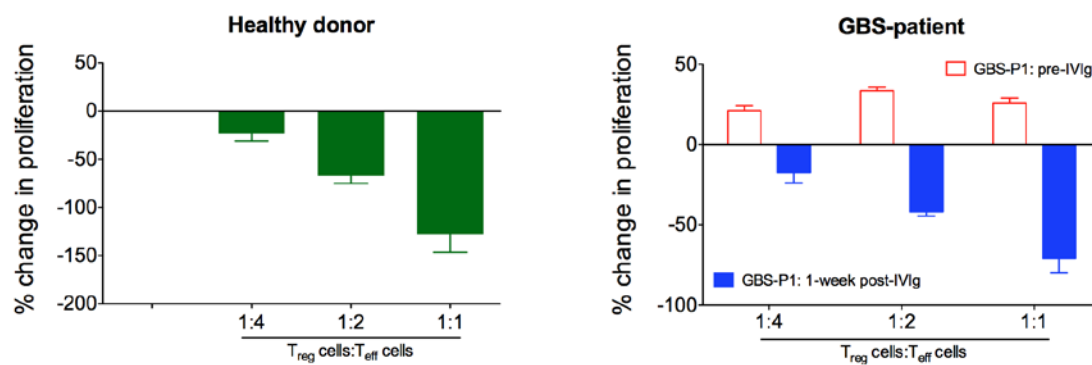 Healthy donor
% change in proliferation
0
-50
-100
-150
-200
1:4 1:2 1:1
Treg cells:Teff cells
GBS-patient
% change in proliferation
50
0
-50
-100
GBS-P1: pre-IVIg
GBS-P1: 1-week post-IVIg
1:4 1:2 1:1
Treg cells:Teff cells